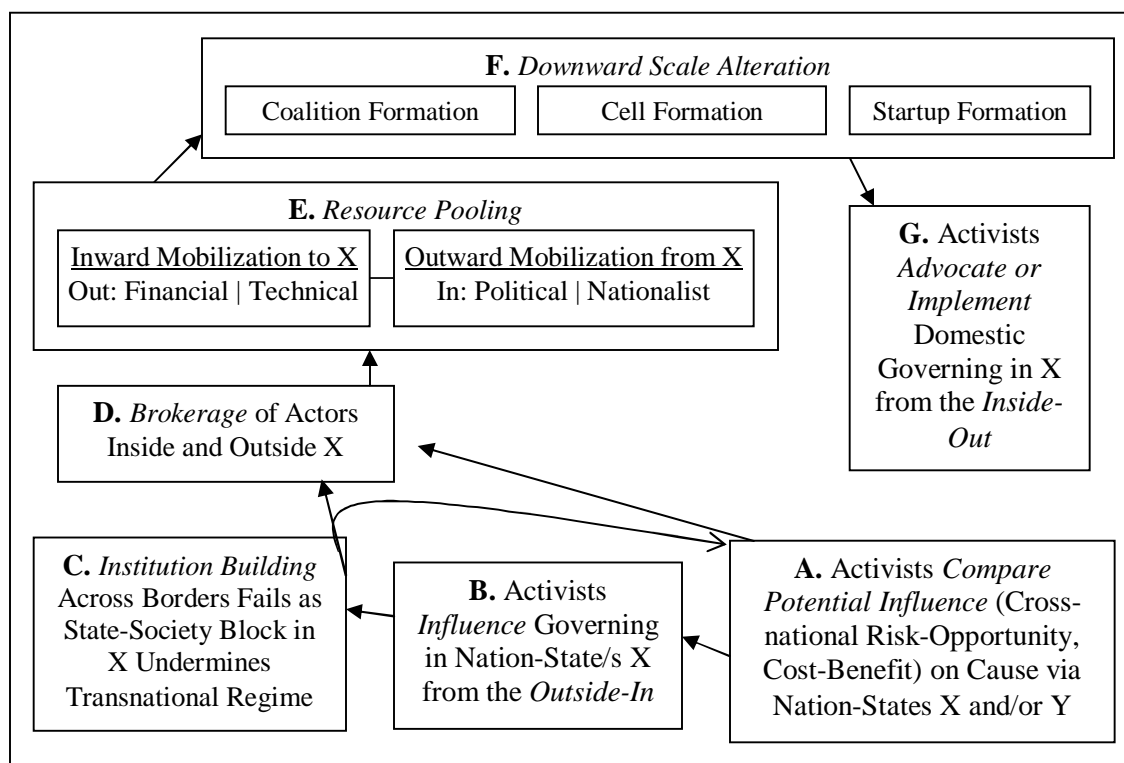 F. Downward Scale Alteration
Coalition Formation
Cell Formation
Startup Formation
E. Resource Pooling
Inward Mobilization to X
Out: Financial | Technical
Outward Mobilization from X
In: Political | Nationalist
G. Activists
Advocate or
Implement
Domestic
Governing in X
from the Inside-
Out
D. Brokerage of Actors
Inside and Outside X
C. Institution Building
Across Borders Fails as
State-Society Block in
X Undermines
Transnational Regime
B. Activists
Influence Governing
in Nation-State/s X
from the Outside-In
A. Activists Compare
Potential Influence (Cross-
national Risk-Opportunity,
Cost-Benefit) on Cause via
Nation-States X and/or Y